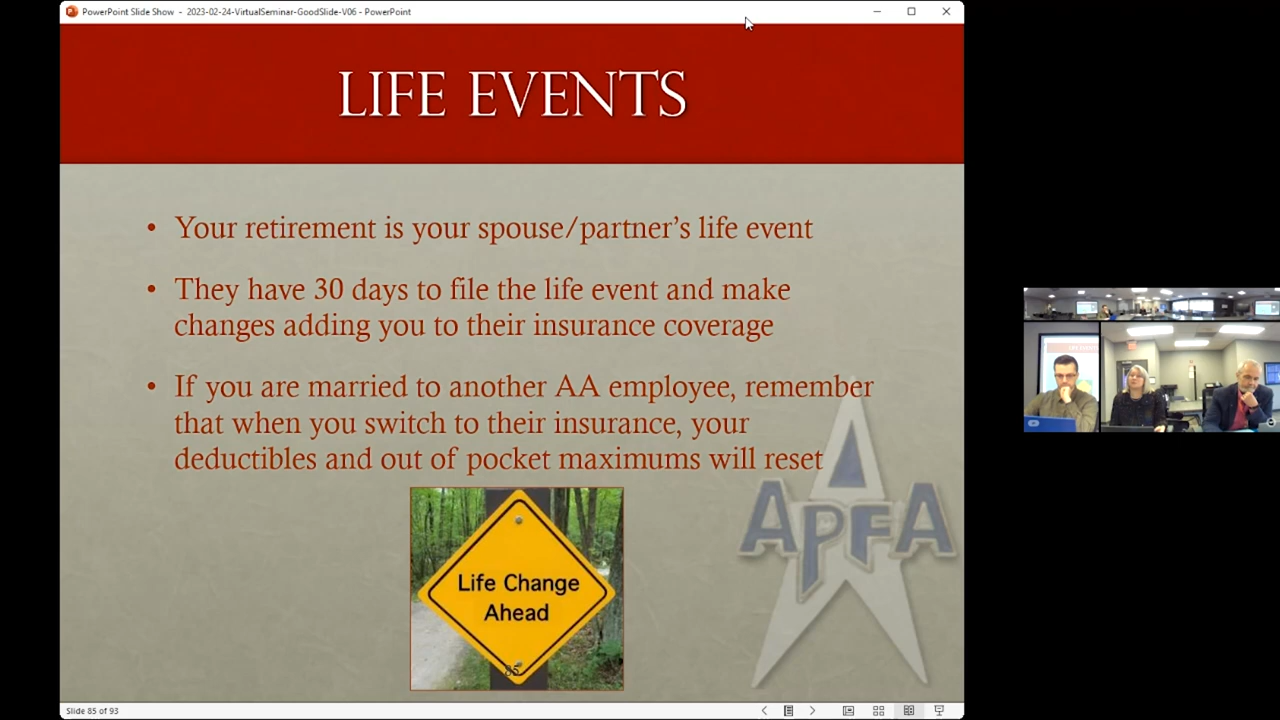 PowerPoint Slide Show - 2023-02-24-VirtualSeminar-GoodSlide-V06 - PowerPoint
LIFE EVENTS
• Your retirement is your spouse/partner's life event
• They have 30 days to file the life event and make
changes adding you to their insurance coverage
• If you are married to another AA employee, remember
that when you switch to their insurance, your
deductibles and out of pocket maximums will reset
APFA
Life Change
Ahead
85
Slide 85 of 93
LIFE EVENTS